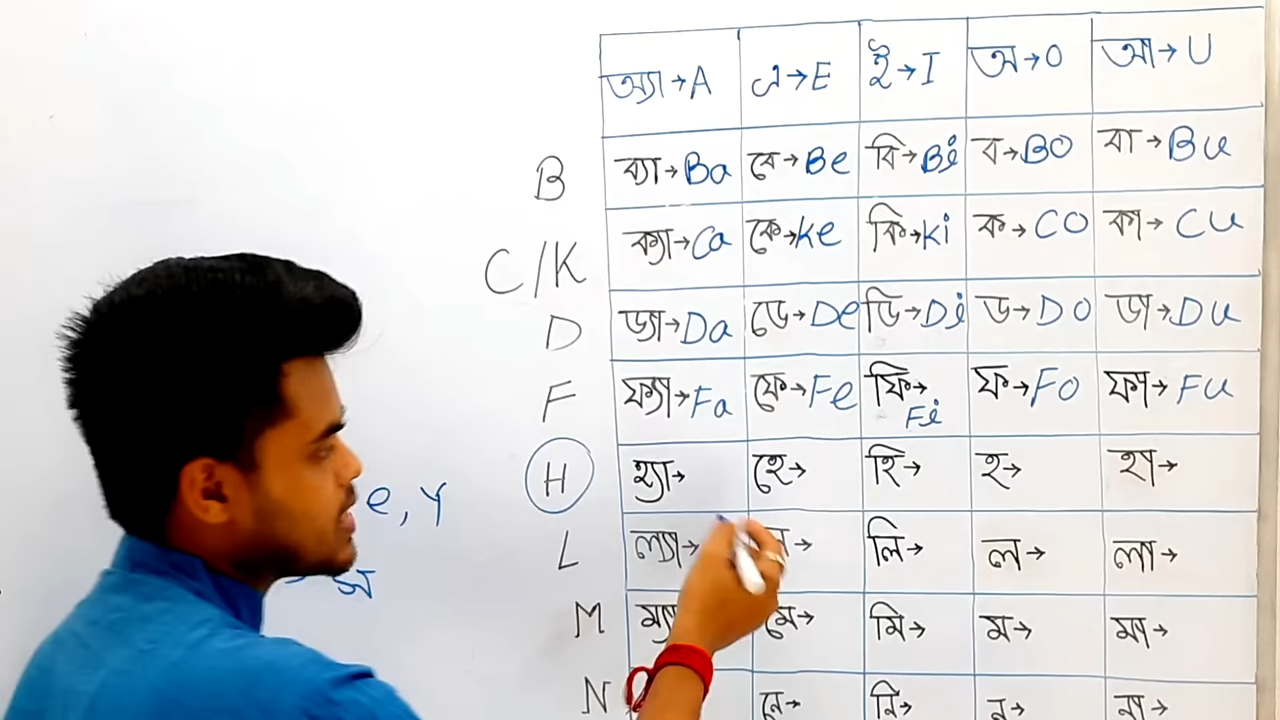 অ্যা→A এ→E ই→I অ→O আ→U
B ব্যা→Ba বে→Be বি→Bi ব→BO বা→Bu
C/K ক্যা→Ca কে→Ke কি→Ki ক→CO কা→Cu
D ড্যা→Da ডে→De ডি→Di ড→DO ডা→Du
F ফ্যা→Fa ফে→Fe ফি→Fi ফ→Fo ফা→Fu
H হ্যা→ হে→ হি→ হ→ হা→
e, y
L ল্যা→ → লি→ ল→ লা→
স
M ম্যা মে→ মি→ ম→ মা→
N নে→ নি→ ন→ না→